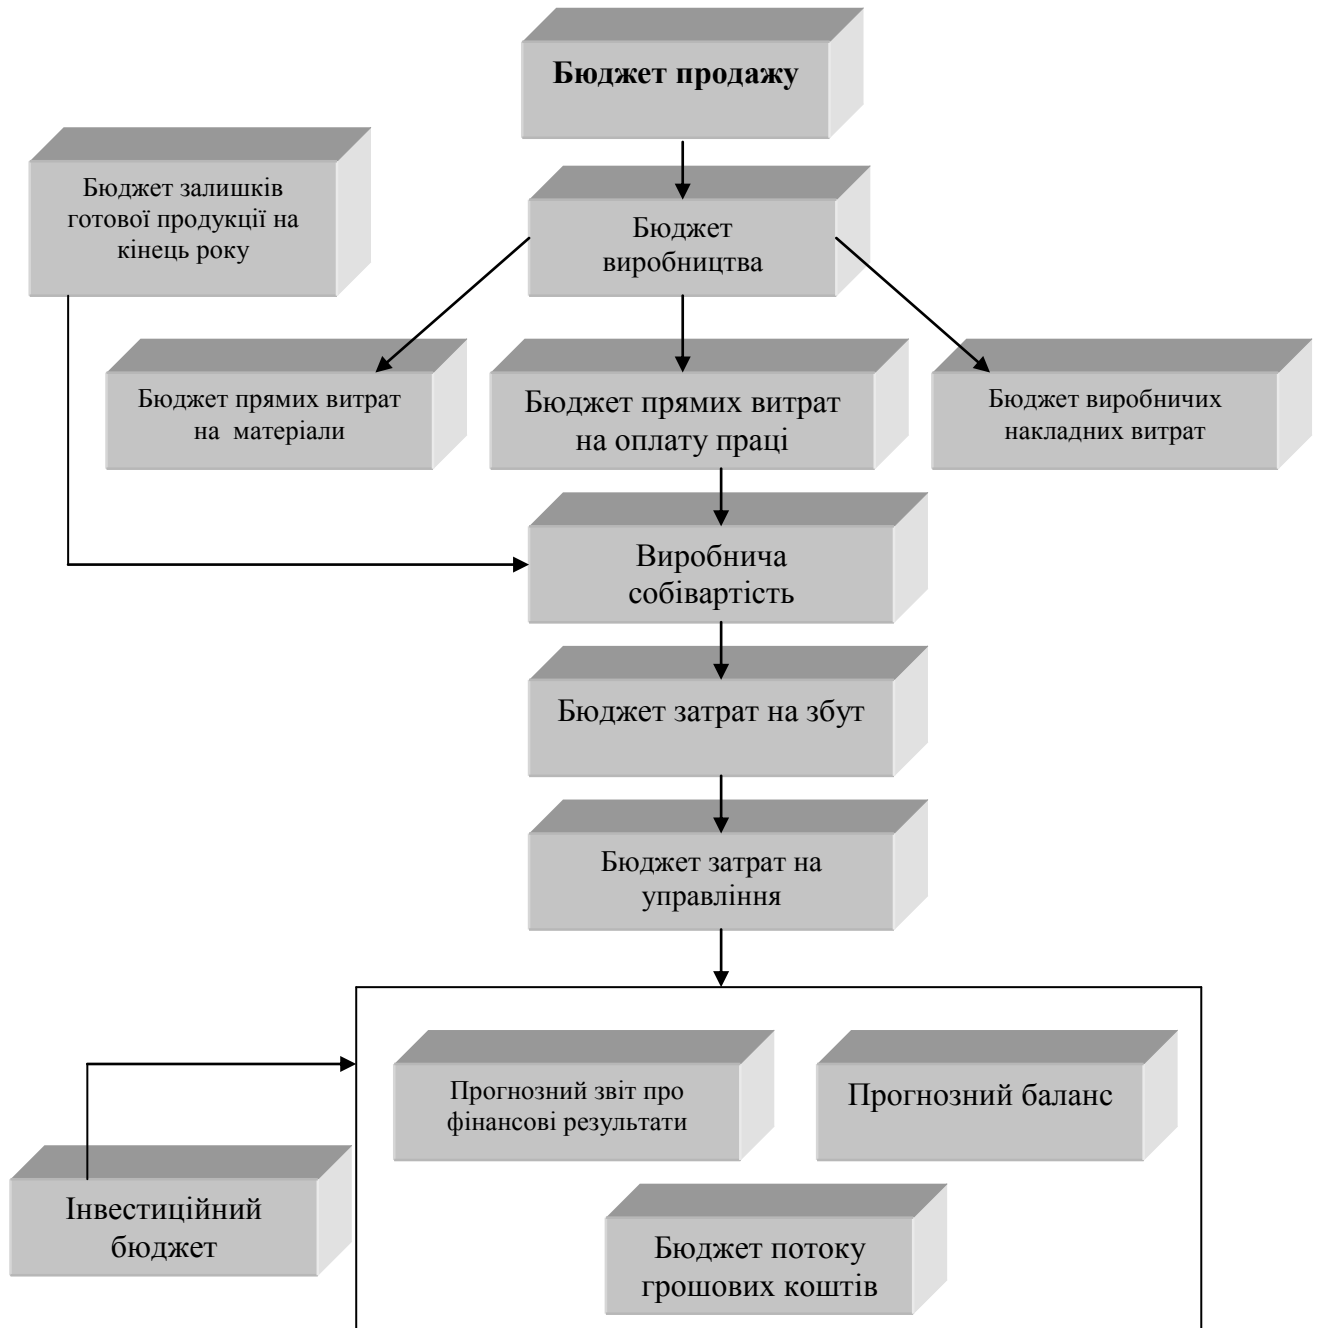 Бюджет продажу
Бюджет залишків
готової продукції на
кінець року
Бюджет
виробництва
Бюджет прямих витрат
на матеріали
Бюджет прямих витрат
на оплату праці
Бюджет виробничих
накладних витрат
Виробнича
собівартість
Бюджет затрат на збут
Бюджет затрат на
управління
Прогнозний звіт про
фінансові результати
Прогнозний баланс
Інвестиційний
бюджет
Бюджет потоку
грошових коштів